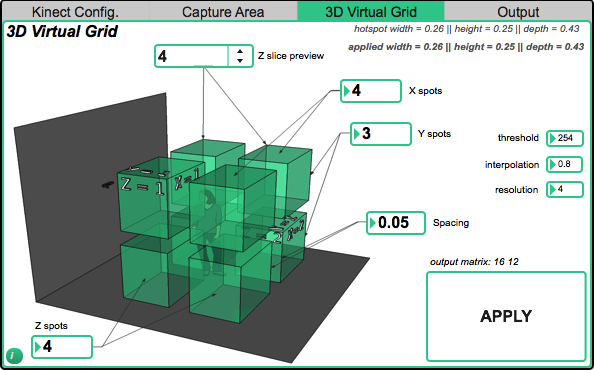 Kinect Config. Capture Area 3D Virtual Grid Output
3D Virtual Grid
hotspot width = 0.26 || height = 0.25 || depth = 0.43
applied width = 0.26 || height = 0.25 || depth = 0.43
4 Z slice preview
4 X spots
3 Y spots
threshold 254
interpolation 0.8
resolution 4
Z = 1 X=1
0.05 Spacing
output matrix: 16 12
APPLY
Z spots
4
i